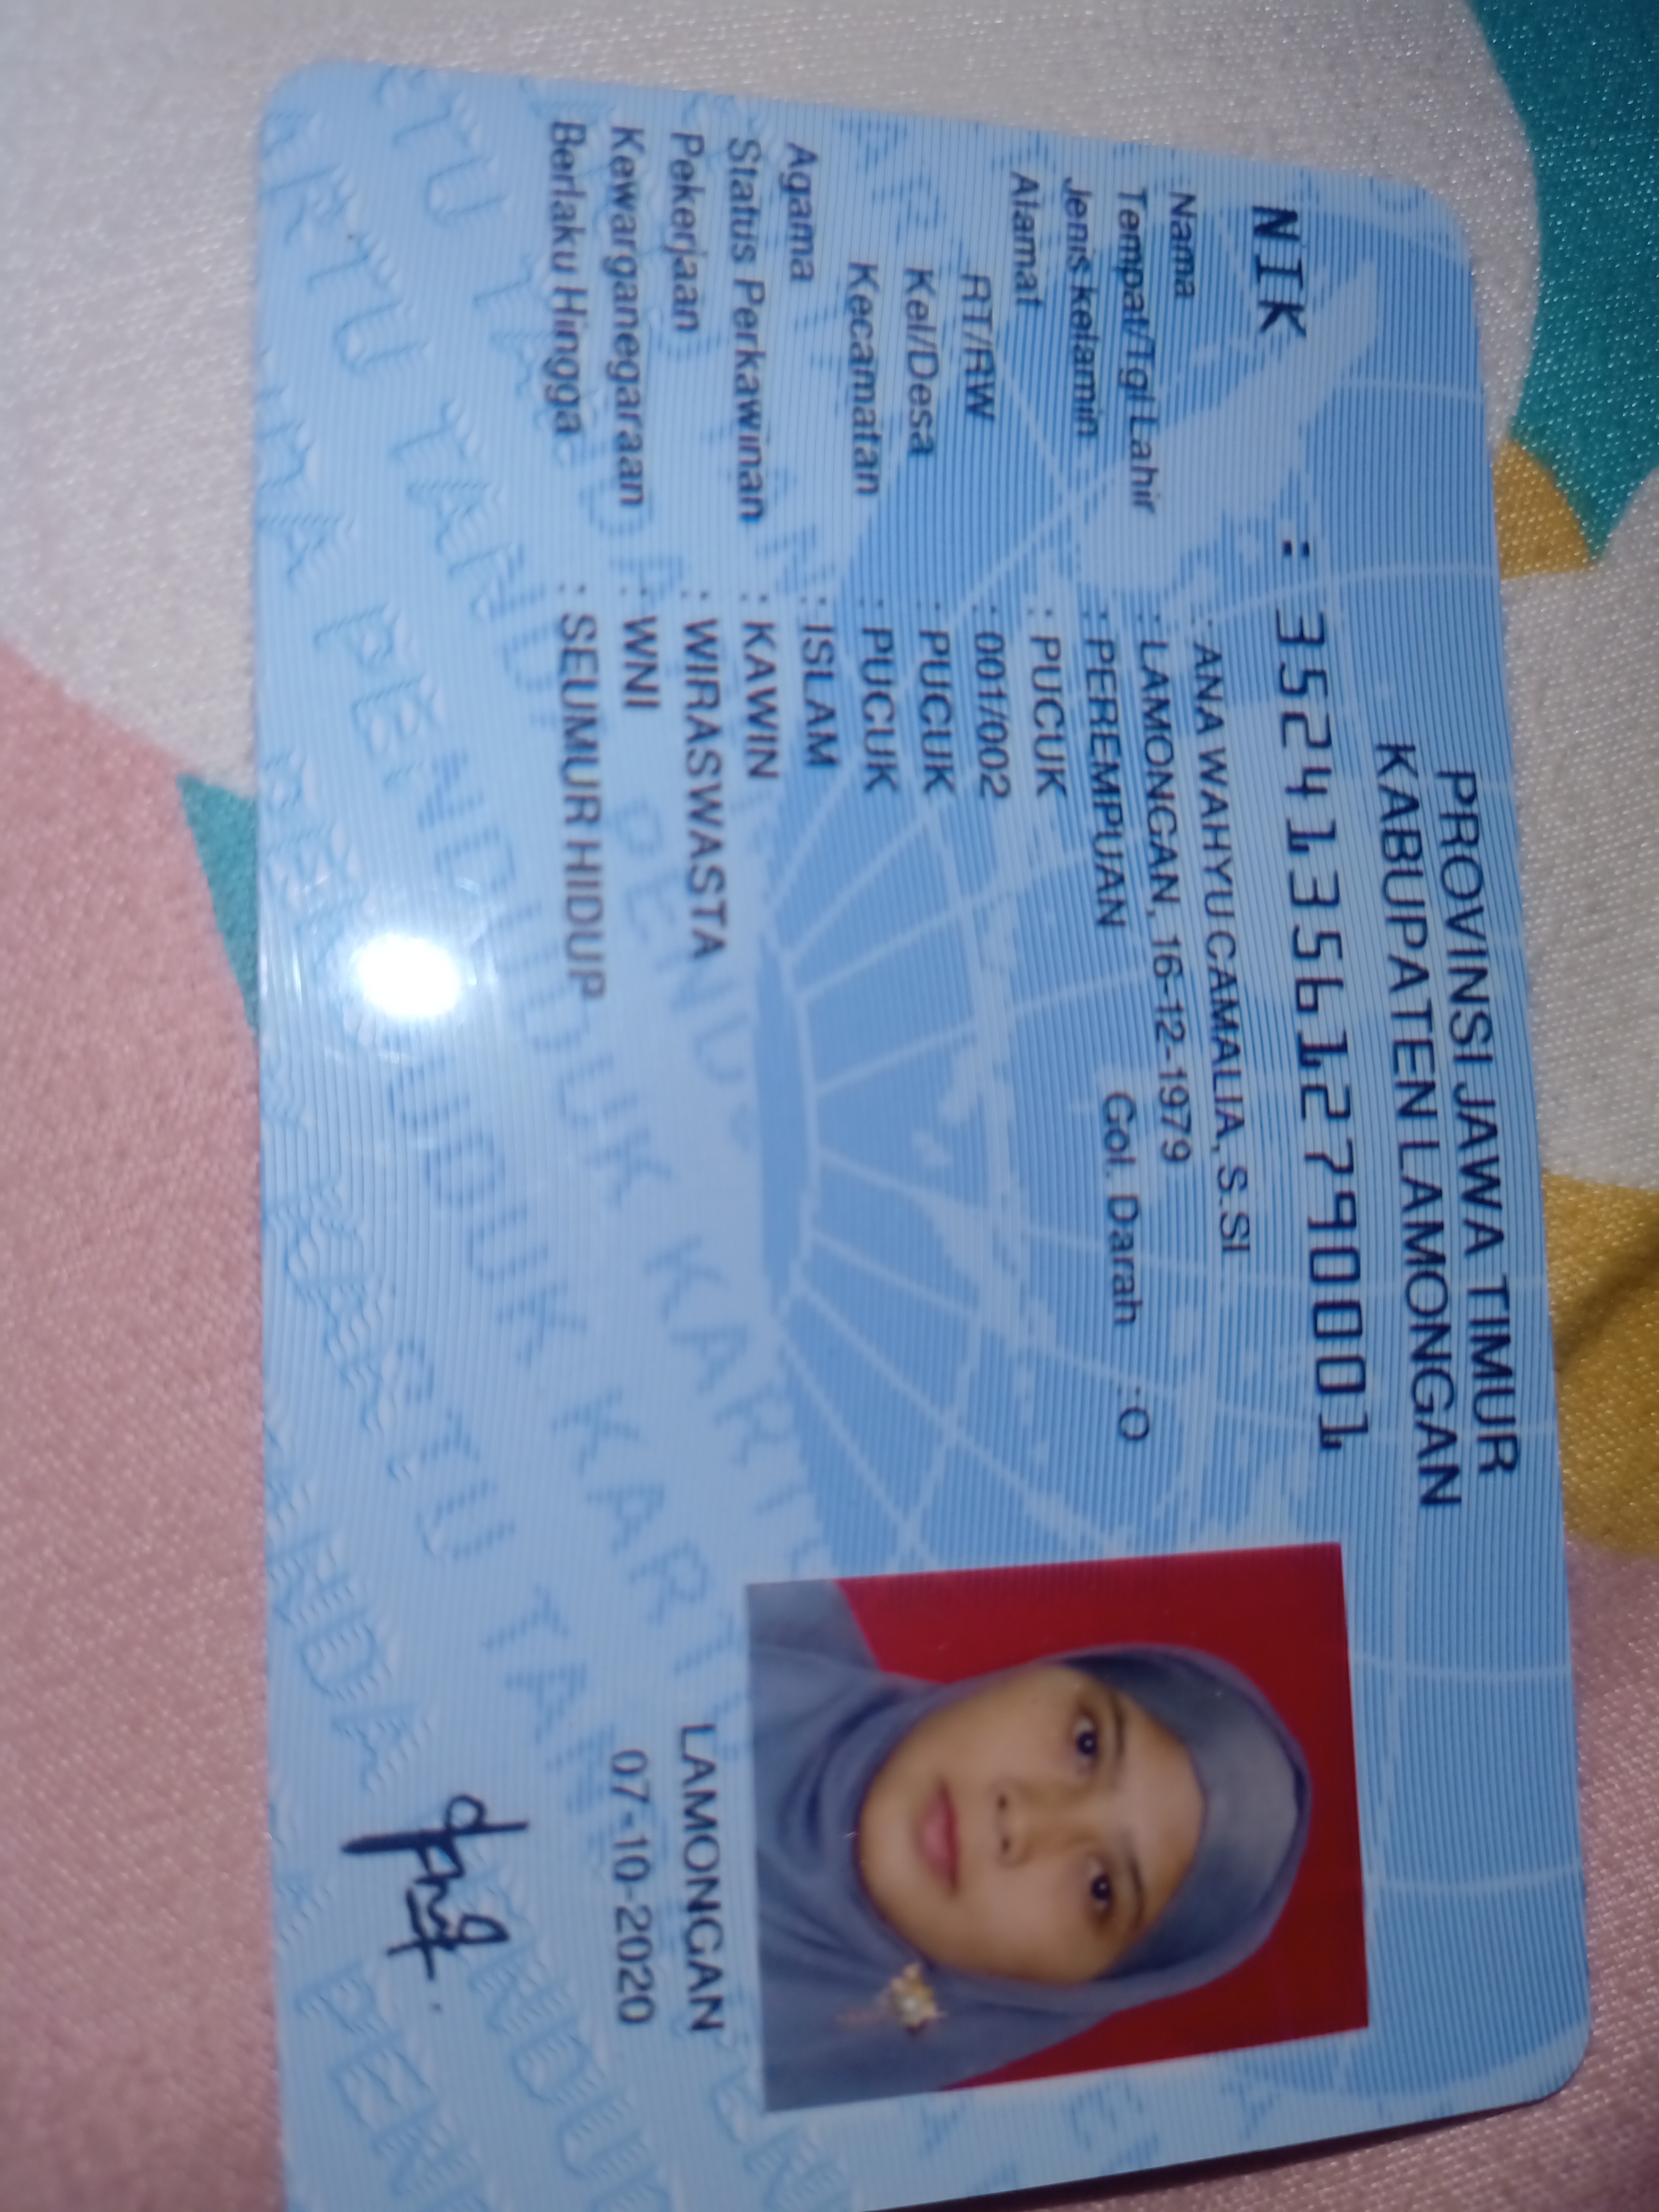 PROVINSI JAWA TIMUR
KABUPATEN LAMONGAN
NIK : 3524135612790001
Nama : ANA WAHYU CAMALIA, S.SI
Tempat/Tgl Lahir : LAMONGAN, 16-12-1979
Jenis kelamin : PEREMPUAN Gol. Darah : O
Alamat : PUCUK
RT/RW : 001/002
Kel/Desa : PUCUK
Kecamatan : PUCUK
Agama : ISLAM
Status Perkawinan : KAWIN
Pekerjaan : WIRASWASTA
Kewarganegaraan : WNI
Berlaku Hingga : SEUMUR HIDUP
LAMONGAN
07-10-2020